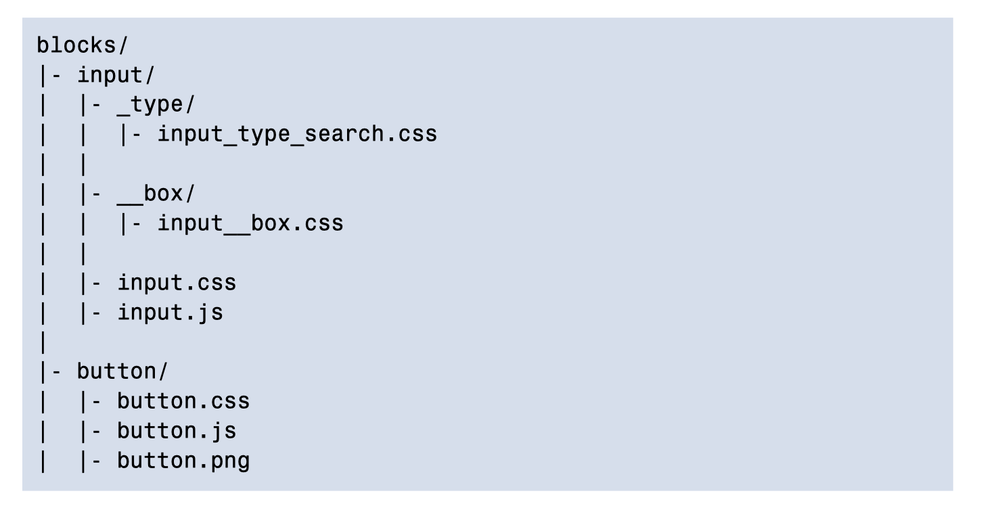 blocks/
|- input/
|  |- _type/
|  |  |- input_type_search.css
|  |
|  |- __box/
|  |  |- input__box.css
|  |
|  |- input.css
|  |- input.js
|
|- button/
|  |- button.css
|  |- button.js
|  |- button.png